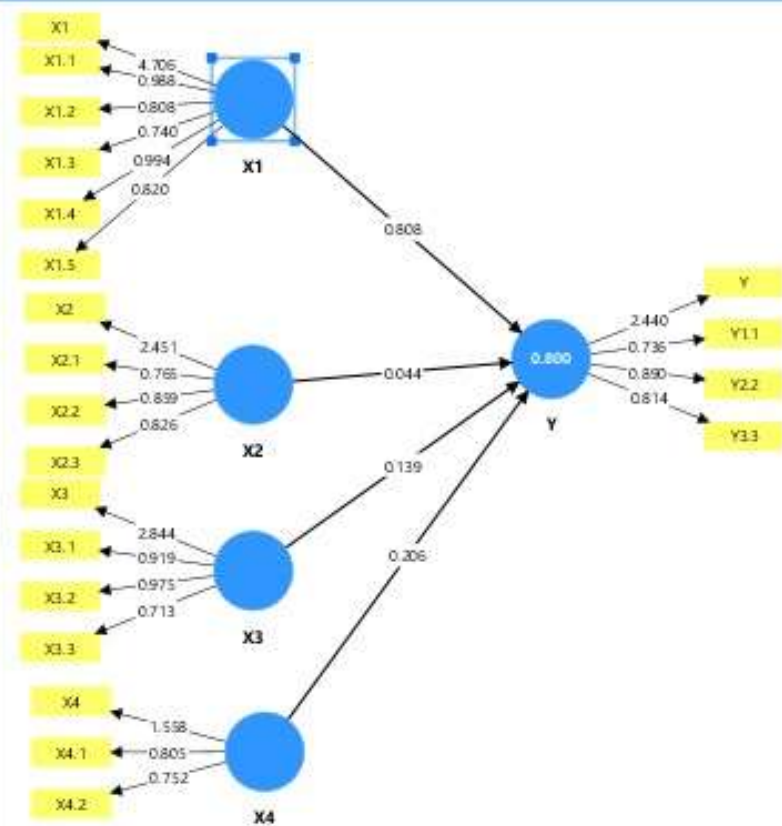 X1
X1.1
X1.2
X1.3
X1.4
X1.5
4.706
0.988
0.808
0.740
0.994
0.820
X1
0.808
X2
X2.1
X2.2
X2.3
2.451
0.765
0.859
0.826
X2
0.044
X3
X3.1
X3.2
X3.3
2.844
0.919
0.975
0.713
X3
0.139
X4
X4.1
X4.2
1.558
0.805
0.752
X4
0.206
0.800
Y
2.440
0.736
0.890
0.814
Y
Y1.1
Y2.2
Y3.3